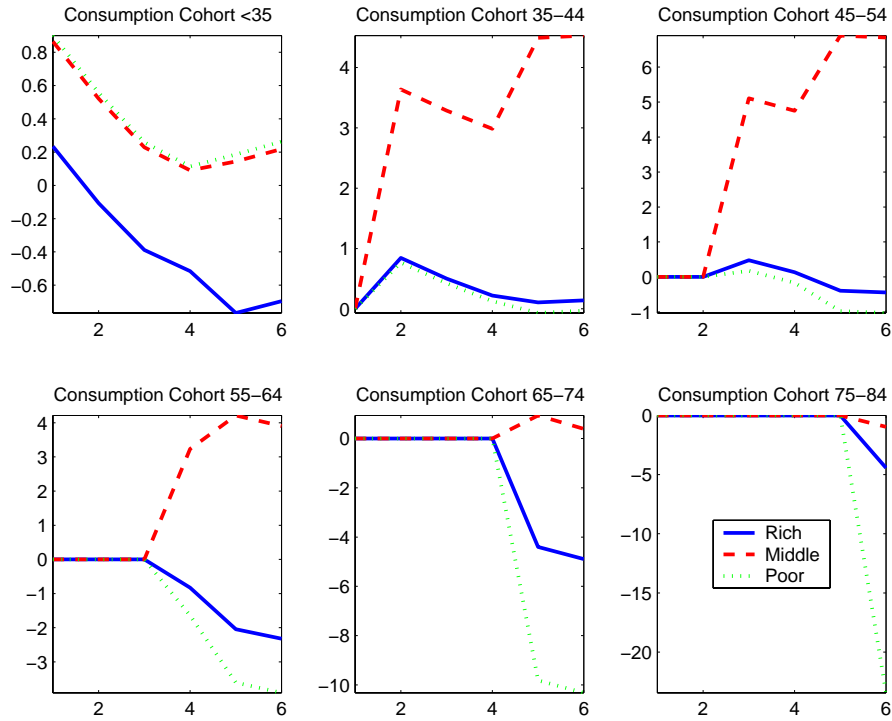 Consumption Cohort <35
0.8
0.6
0.4
0.2
0
−0.2
−0.4
−0.6
2 4 6
Consumption Cohort 35−44
4
3
2
1
0
2 4 6
Consumption Cohort 45−54
6
5
4
3
2
1
0
−1
2 4 6
Consumption Cohort 55−64
4
3
2
1
0
−1
−2
−3
2 4 6
Consumption Cohort 65−74
0
−2
−4
−6
−8
−10
2 4 6
Consumption Cohort 75−84
0
−5
−10
−15
−20
2 4 6
Rich
Middle
Poor